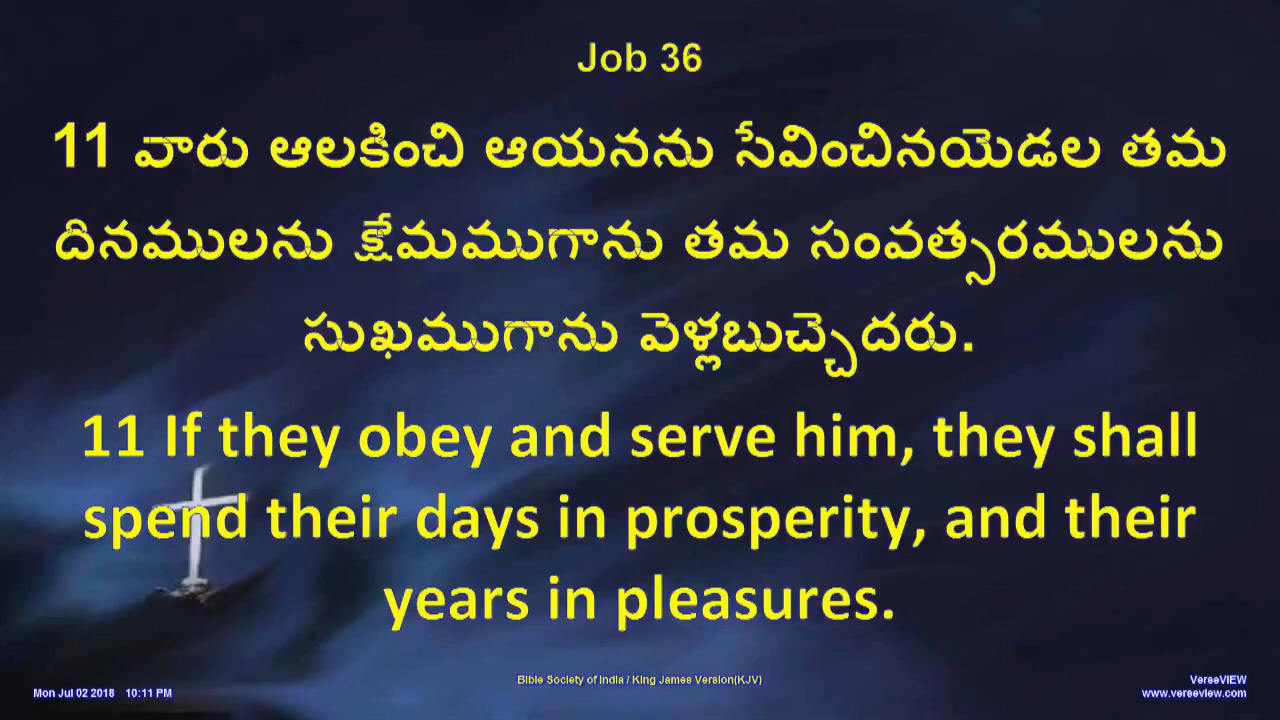 Job 36
11 వారు ఆలకించి ఆయనను సేవించినయెడల తమ
దినములను క్షేమముగాను తమ సంవత్సరములను
సుఖముగాను వెళ్లబుచ్చెదరు.
11 If they obey and serve him, they shall
spend their days in prosperity, and their
years in pleasures.
Bible Society of India / King James Version(KJV)
Mon Jul 02 2018 10:11 PM
VerseVIEW
www.verseview.com